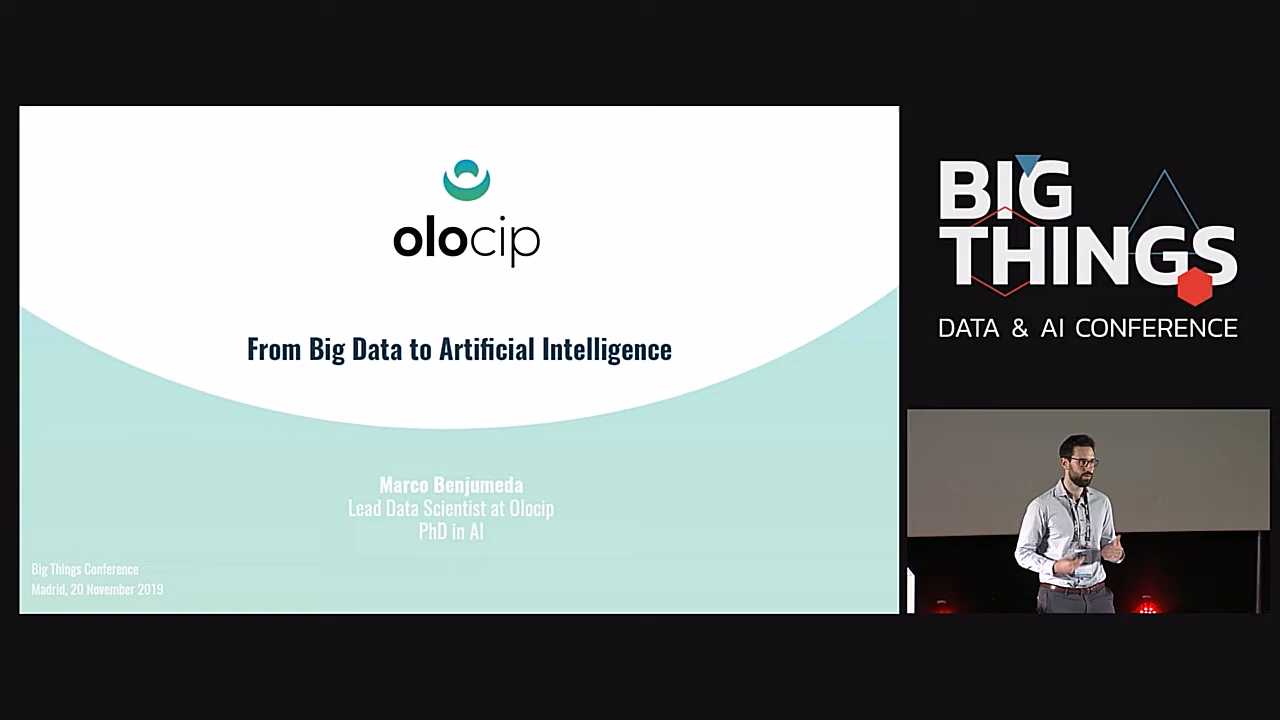 olocip
From Big Data to Artificial Intelligence
Marco Benjumeda
Lead Data Scientist at Olocip
PhD in AI
Big Things Conference
Madrid, 20 November 2019
BIG
THINGS
DATA & AI CONFERENCE